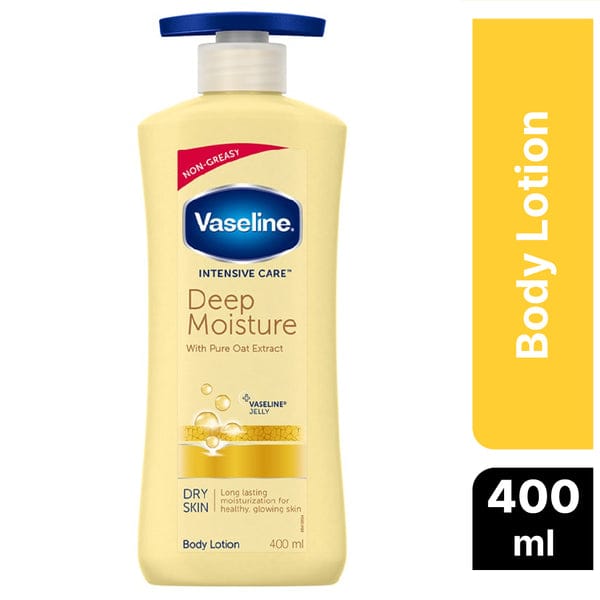 NON-GREASY
Vaseline®
INTENSIVE CARE™
Deep
Moisture
With Pure Oat Extract
VASELINE®
JELLY
DRY
SKIN
Long lasting
moisturization for
healthy, glowing skin
Body Lotion
400 ml
Body Lotion
400
ml